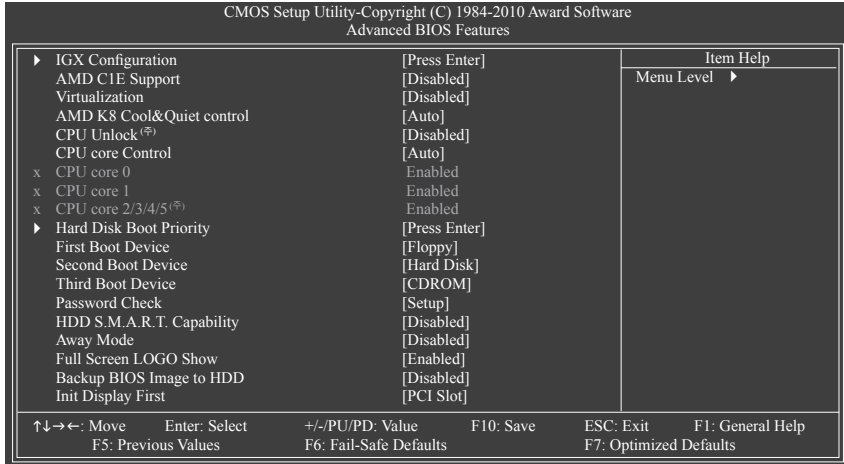 CMOS Setup Utility-Copyright (C) 1984-2010 Award Software
Advanced BIOS Features
▶ IGX Configuration [Press Enter]
AMD C1E Support [Disabled]
Virtualization [Disabled]
AMD K8 Cool&Quiet control [Auto]
CPU Unlock (주) [Disabled]
CPU core Control [Auto]
x CPU core 0 Enabled
x CPU core 1 Enabled
x CPU core 2/3/4/5 (주) Enabled
▶ Hard Disk Boot Priority [Press Enter]
First Boot Device [Floppy]
Second Boot Device [Hard Disk]
Third Boot Device [CDROM]
Password Check [Setup]
HDD S.M.A.R.T. Capability [Disabled]
Away Mode [Disabled]
Full Screen LOGO Show [Enabled]
Backup BIOS Image to HDD [Disabled]
Init Display First [PCI Slot]
Item Help
Menu Level ▶
↑↓→←: Move Enter: Select +/-/PU/PD: Value F10: Save ESC: Exit F1: General Help
F5: Previous Values F6: Fail-Safe Defaults F7: Optimized Defaults